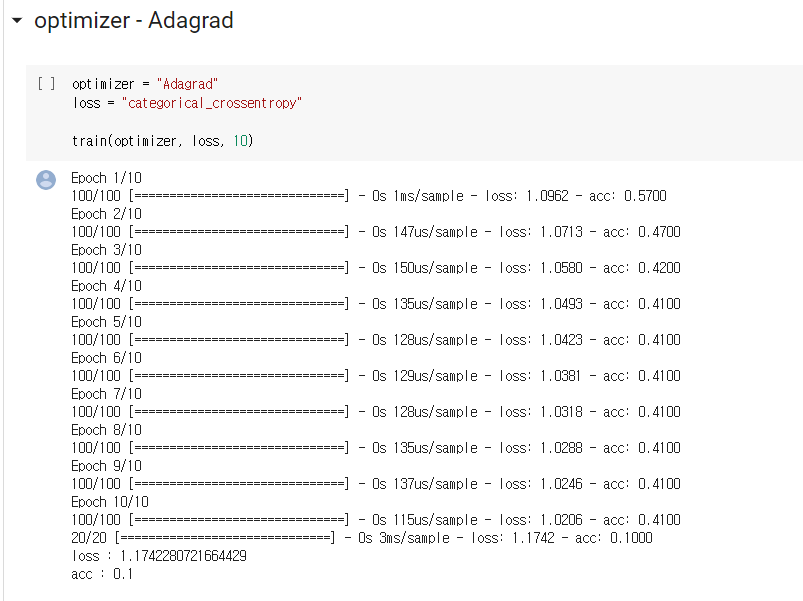 optimizer - Adagrad
[ ] optimizer = "Adagrad"
loss = "categorical_crossentropy"
train(optimizer, loss, 10)
Epoch 1/10
100/100 [==============================] - 0s 1ms/sample - loss: 1.0962 - acc: 0.5700
Epoch 2/10
100/100 [==============================] - 0s 147us/sample - loss: 1.0713 - acc: 0.4700
Epoch 3/10
100/100 [==============================] - 0s 150us/sample - loss: 1.0580 - acc: 0.4200
Epoch 4/10
100/100 [==============================] - 0s 135us/sample - loss: 1.0493 - acc: 0.4100
Epoch 5/10
100/100 [==============================] - 0s 128us/sample - loss: 1.0423 - acc: 0.4100
Epoch 6/10
100/100 [==============================] - 0s 129us/sample - loss: 1.0381 - acc: 0.4100
Epoch 7/10
100/100 [==============================] - 0s 128us/sample - loss: 1.0318 - acc: 0.4100
Epoch 8/10
100/100 [==============================] - 0s 135us/sample - loss: 1.0288 - acc: 0.4100
Epoch 9/10
100/100 [==============================] - 0s 137us/sample - loss: 1.0246 - acc: 0.4100
Epoch 10/10
100/100 [==============================] - 0s 115us/sample - loss: 1.0206 - acc: 0.4100
20/20 [==============================] - 0s 3ms/sample - loss: 1.1742 - acc: 0.1000
loss : 1.1742280721664429
acc : 0.1